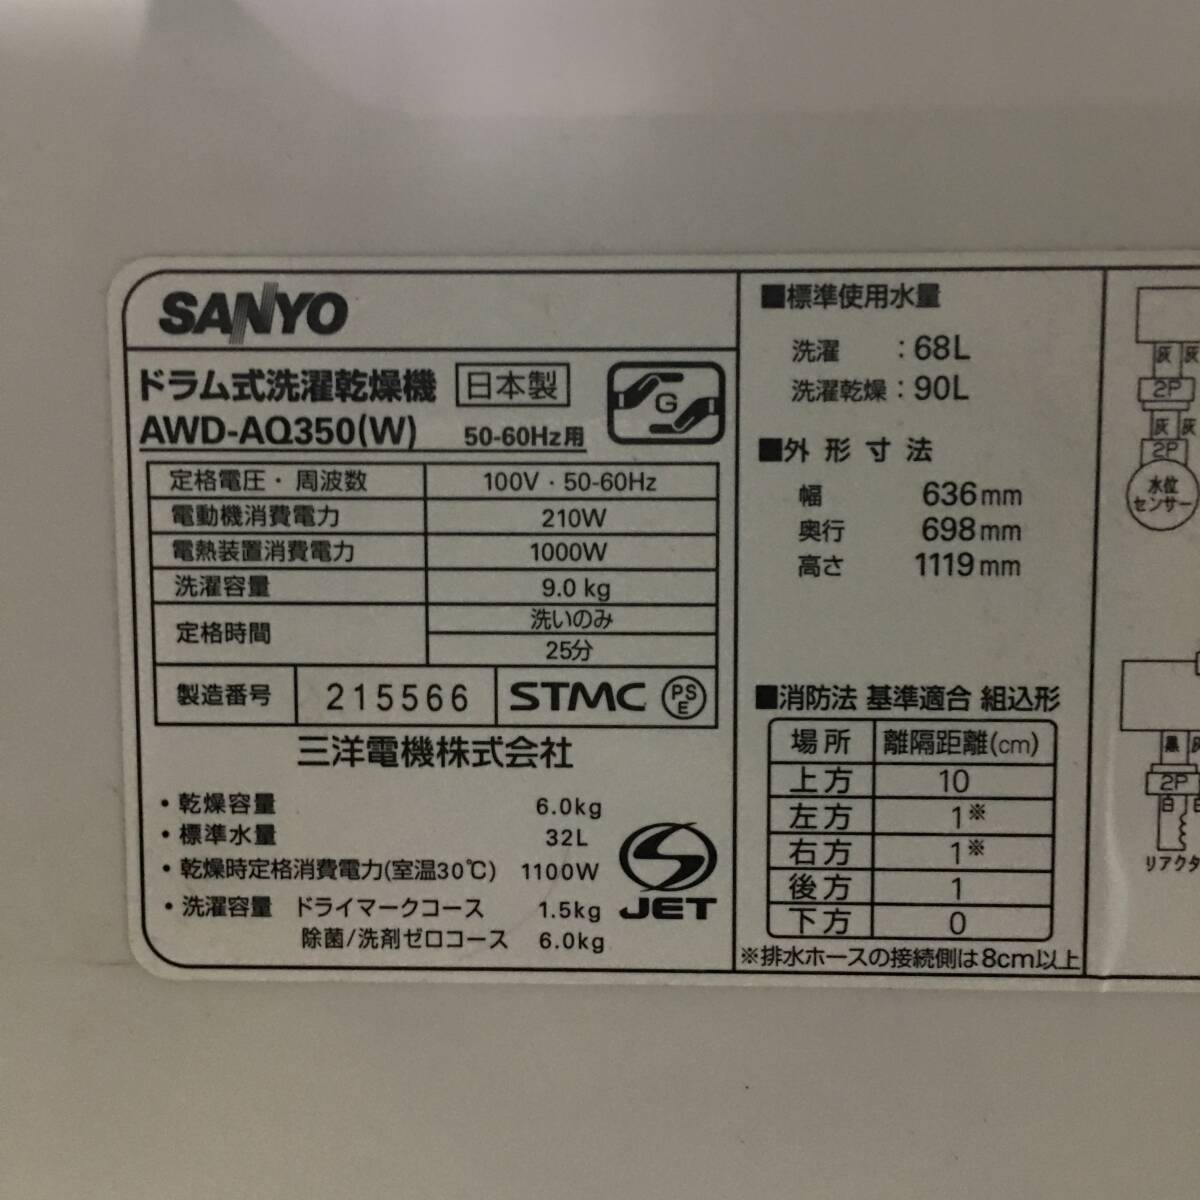 SANYO
ドラム式洗濯乾燥機 日本製
AWD-AQ350(W) 50-60Hz用
G
定格電圧・周波数 100V・50-60Hz
電動機消費電力 210W
電熱装置消費電力 1000W
洗濯容量 9.0 kg
定格時間 洗いのみ
25分
製造番号 215566 STMC PSE
三洋電機株式会社
・乾燥容量 6.0kg
・標準水量 32L
・乾燥時定格消費電力(室温30℃) 1100W
・洗濯容量 ドライマークコース 1.5kg
除菌/洗剤ゼロコース 6.0kg
JET
■標準使用水量
洗濯 :68L
洗濯乾燥:90L
■外形寸法
幅 636mm
奥行 698mm
高さ 1119mm
■消防法 基準適合 組込形
場所 離隔距離(cm)
上方 10
左方 1※
右方 1※
後方 1
下方 0
※排水ホースの接続側は8cm以上
灰 灰
2P
灰 灰
2P
水位
センサー
黒 灰
2P
白 白
リアクタ